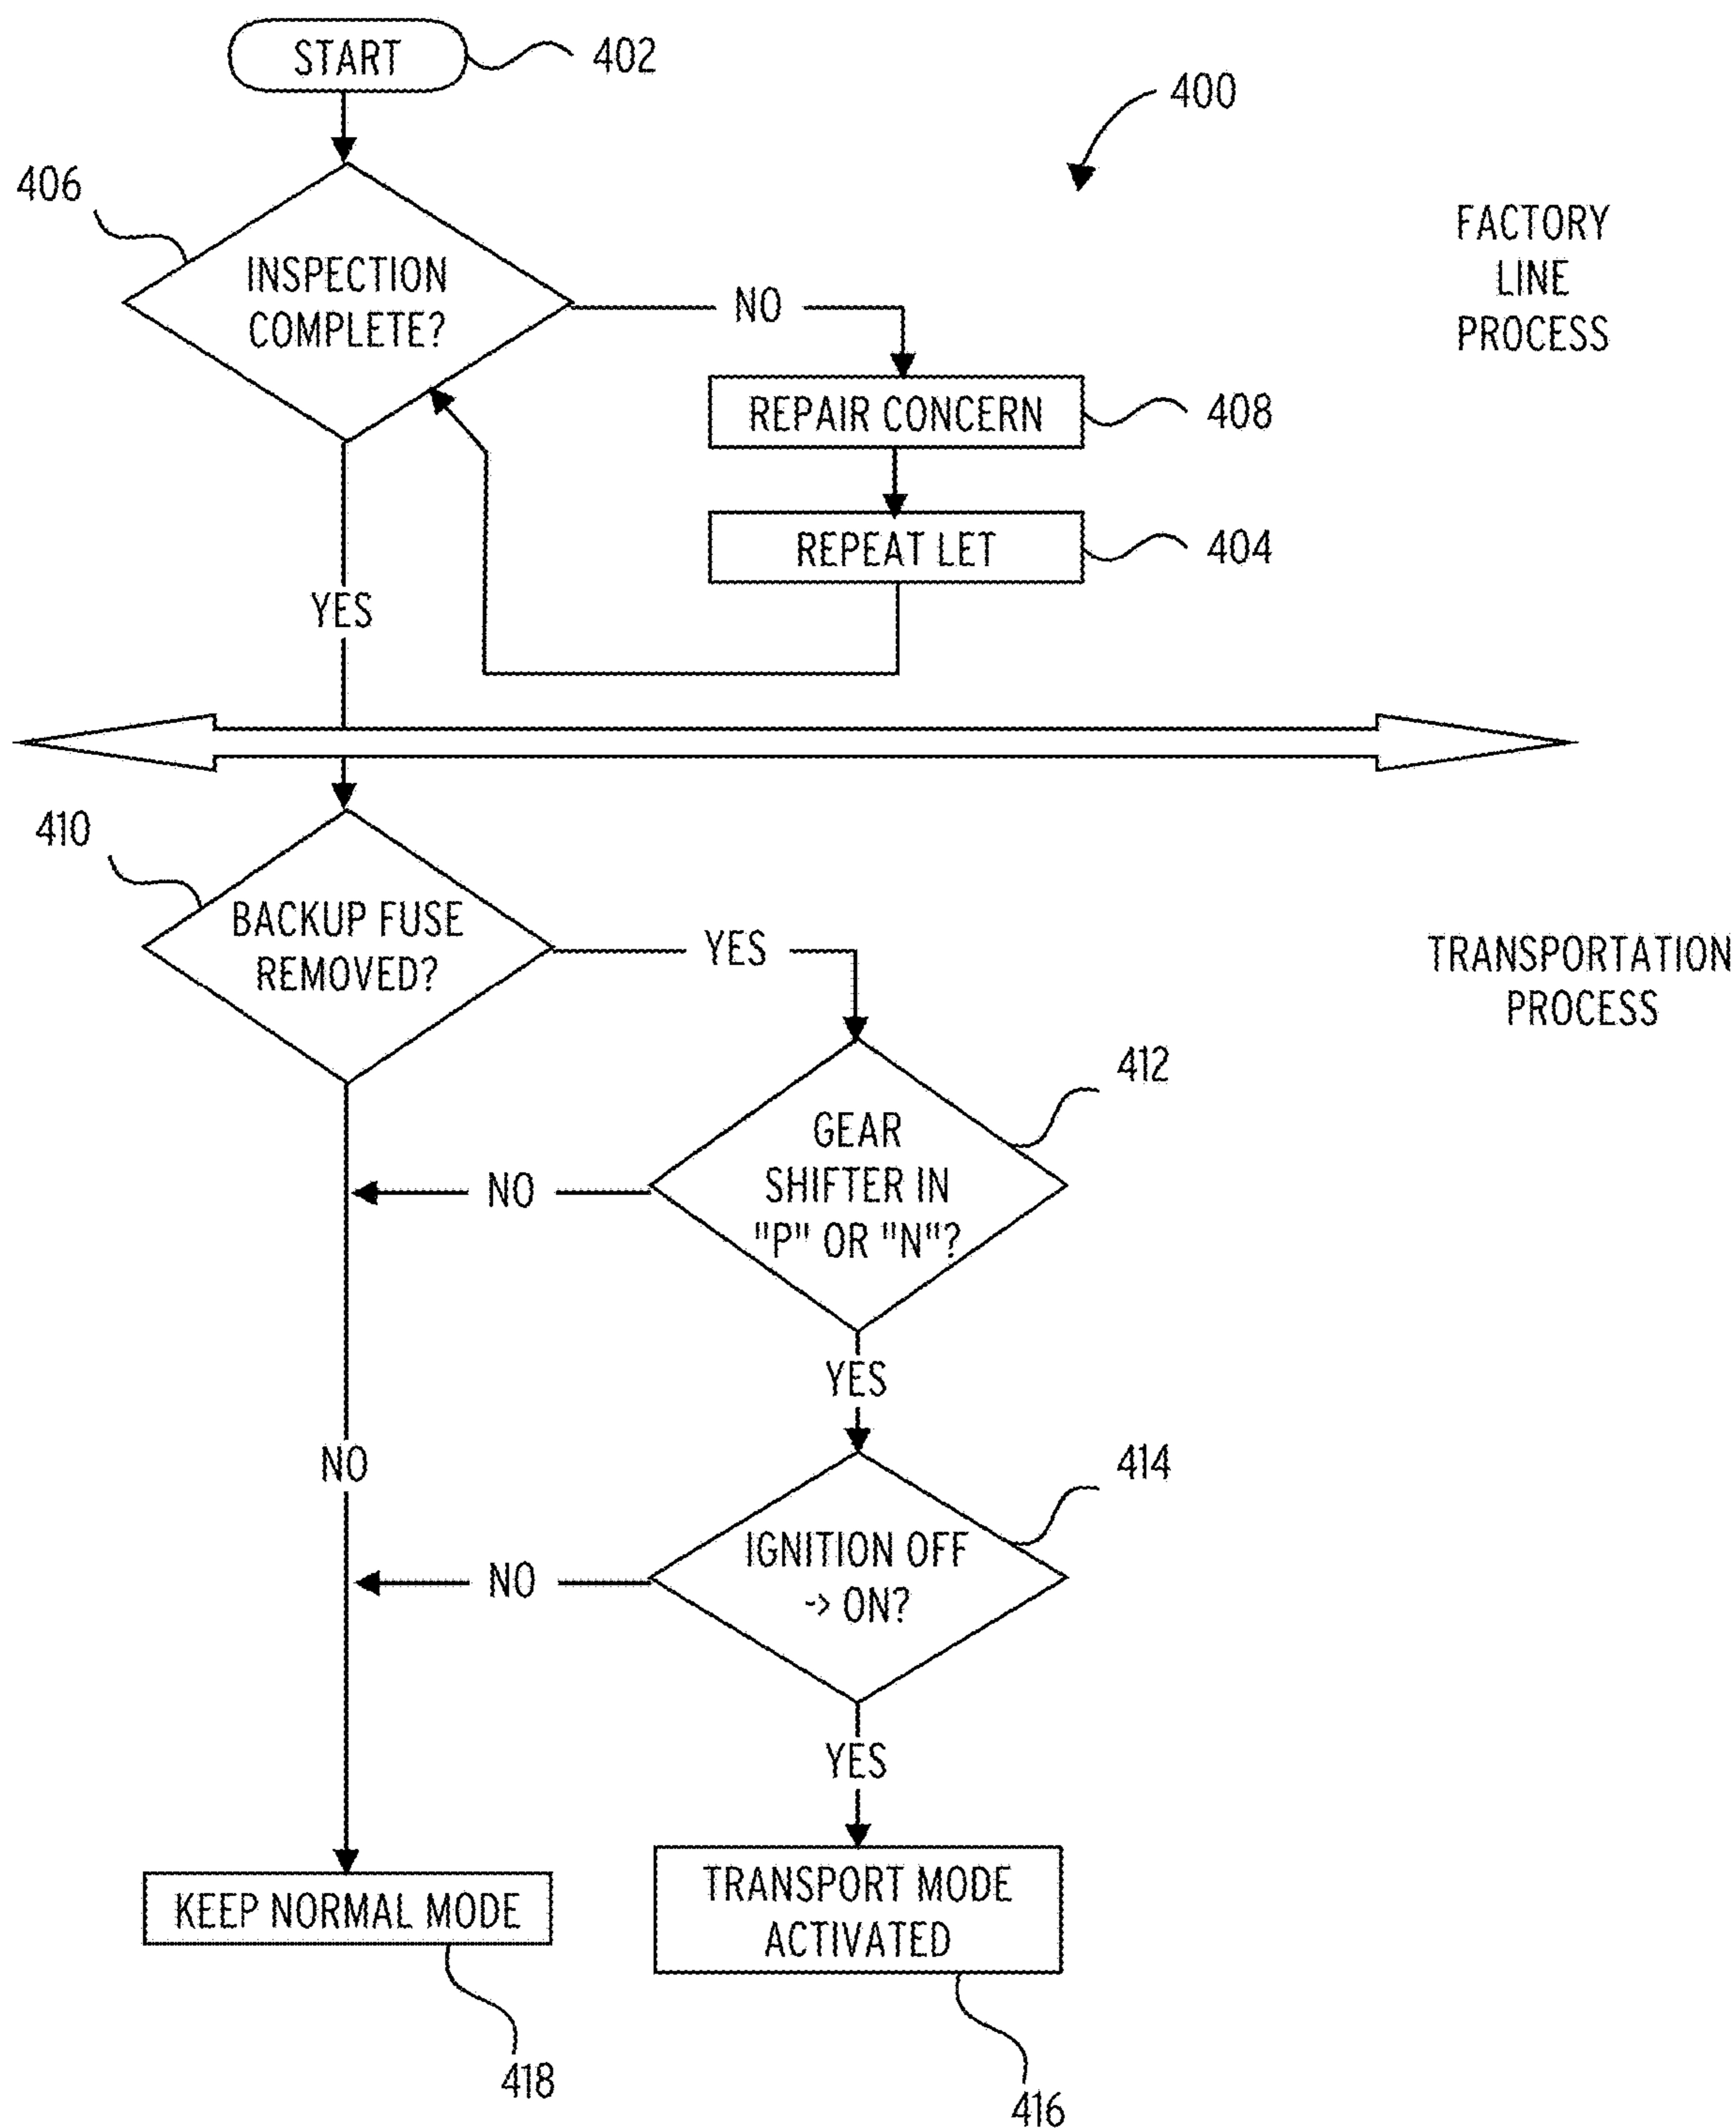 START
402
400
406
INSPECTION
COMPLETE?
NO
FACTORY
LINE
PROCESS
REPAIR CONCERN
408
REPEAT LET
404
YES
410
BACKUP FUSE
REMOVED?
YES
TRANSPORTATION
PROCESS
412
GEAR
SHIFTER IN
"P" OR "N"?
NO
YES
NO
414
IGNITION OFF
-> ON?
NO
YES
KEEP NORMAL MODE
TRANSPORT MODE
ACTIVATED
418
416